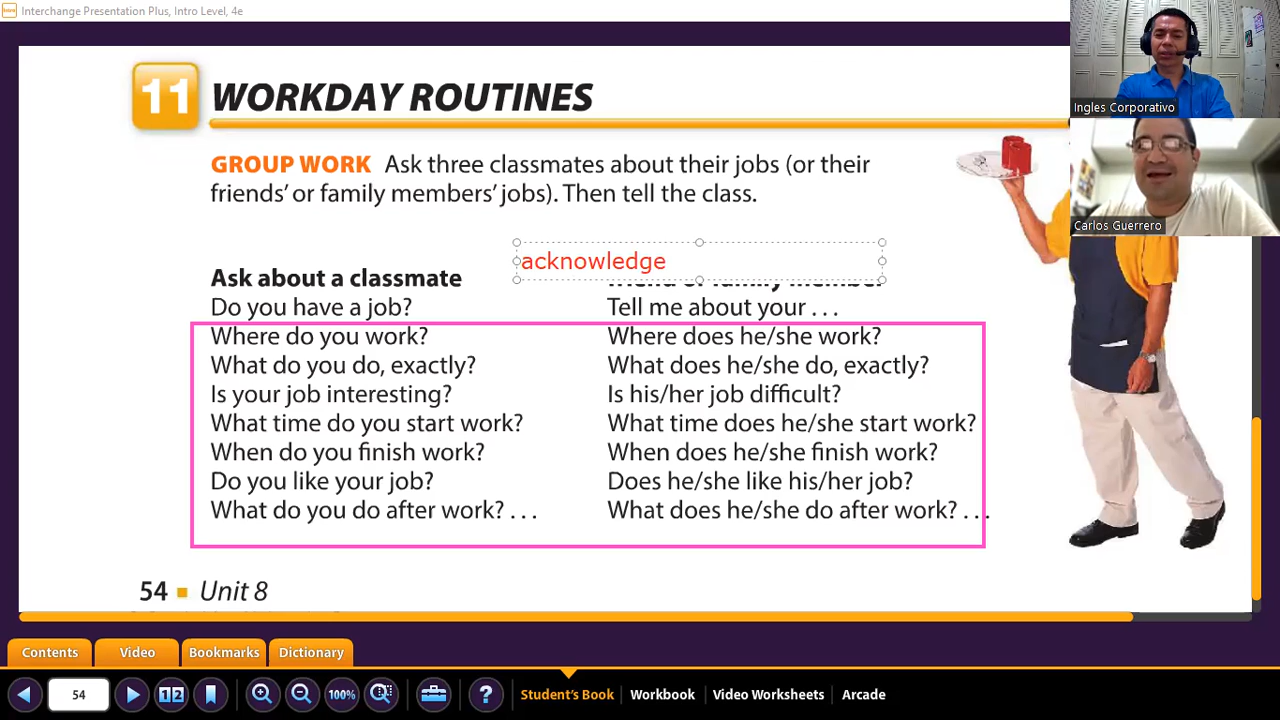 Interchange Presentation Plus, Intro Level, 4e
Ingles Corporativo
Carlos Guerrero
11 WORKDAY ROUTINES
GROUP WORK Ask three classmates about their jobs (or their
friends' or family members' jobs). Then tell the class.
acknowledge
Ask about a classmate
Do you have a job?
Where do you work?
What do you do, exactly?
Is your job interesting?
What time do you start work?
When do you finish work?
Do you like your job?
What do you do after work? . . .
friend or family member
Tell me about your . . .
Where does he/she work?
What does he/she do, exactly?
Is his/her job difficult?
What time does he/she start work?
When does he/she finish work?
Does he/she like his/her job?
What does he/she do after work? . . .
54 Unit 8
Contents Video Bookmarks Dictionary
54 12 100% ? Student's Book Workbook Video Worksheets Arcade